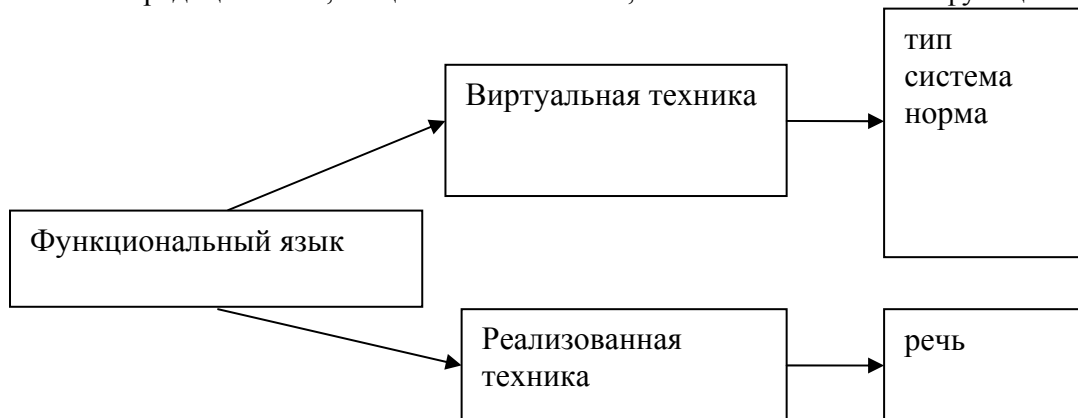 тип
система
норма
Виртуальная техника
Функциональный язык
Реализованная
техника
речь